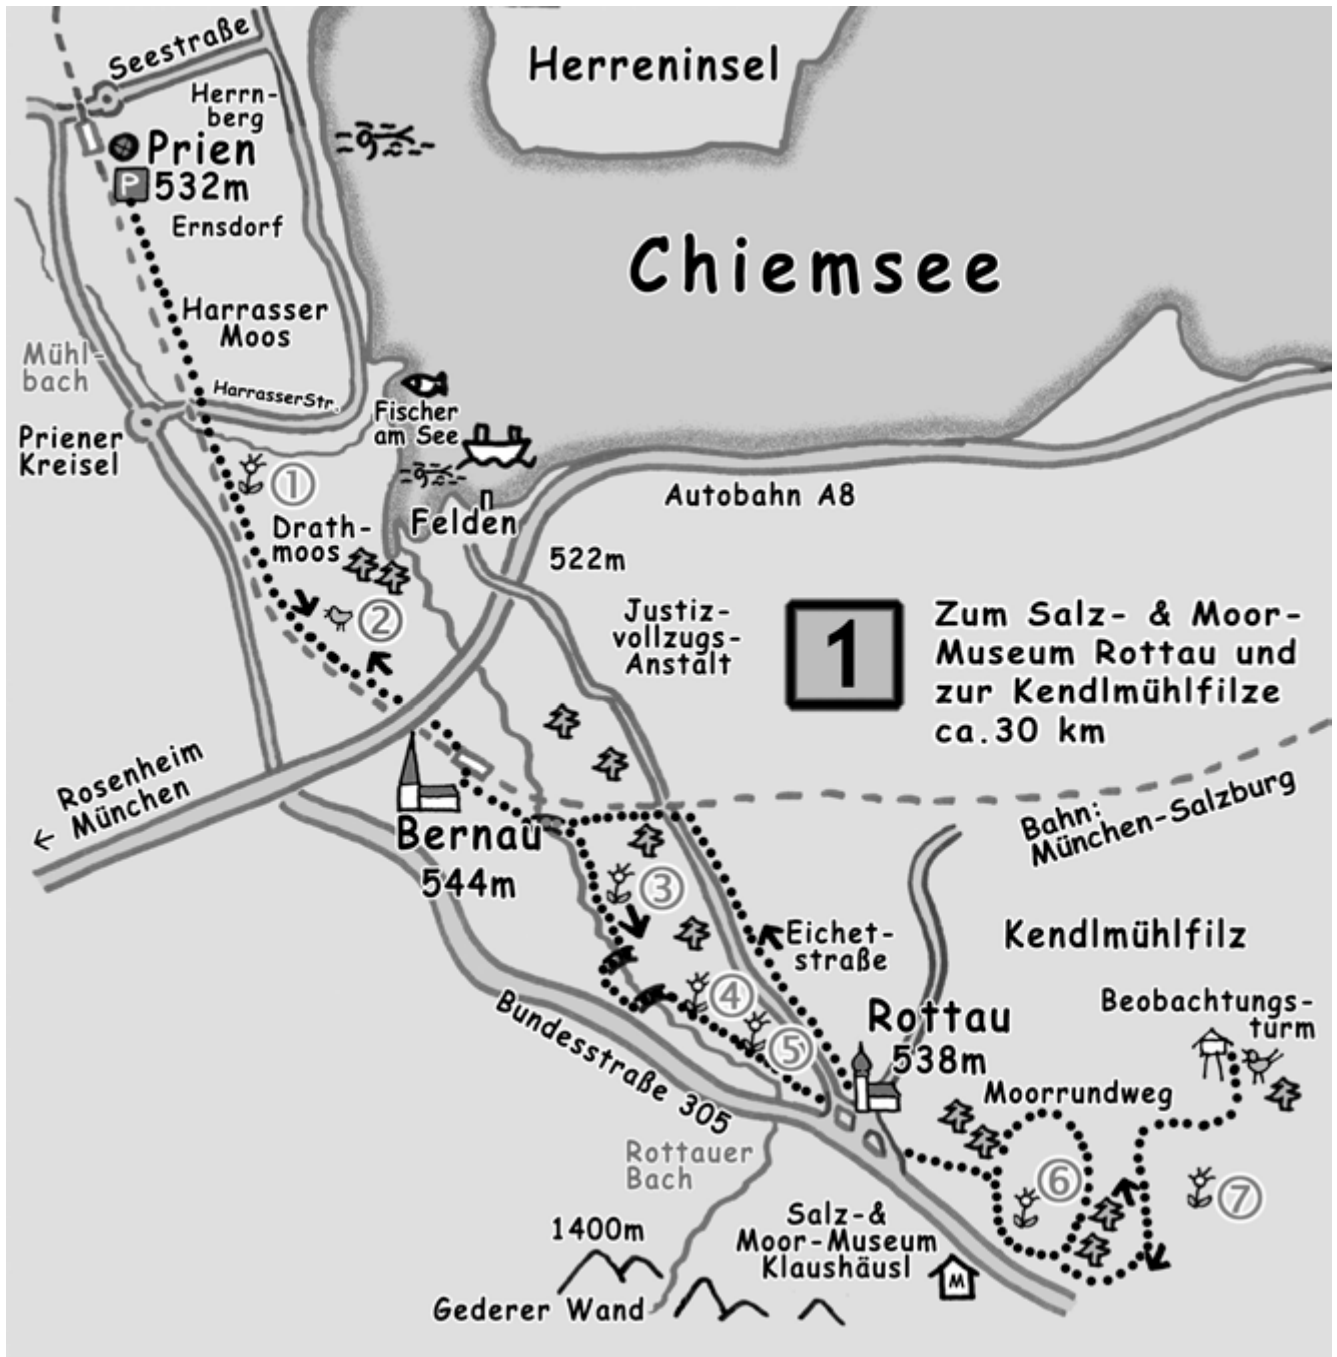 Seestraße
Herrn-
berg
Herreninsel
Prien
P
532m
Ernsdorf
Chiemsee
Harrasser
Moos
Mühl-
bach
HarrasserStr.
Fischer
am See
Priener
Kreisel
1
Autobahn A8
Drath-
moos
Felden
522m
2
Justiz-
vollzugs-
Anstalt
1
Zum Salz- & Moor-
Museum Rottau und
zur Kendlmühlfilze
ca.30 km
Rosenheim
München
Bahn:
München-Salzburg
Bernau
544m
3
Eichet-
straße
Kendlmühlfilz
4
Bundesstraße 305
Rottau
538m
5
Beobachtungs-
turm
Moorrundweg
Rottauer
Bach
6
7
1400m
Salz-&
Moor-Museum
Klaushäusl
M
Gederer Wand